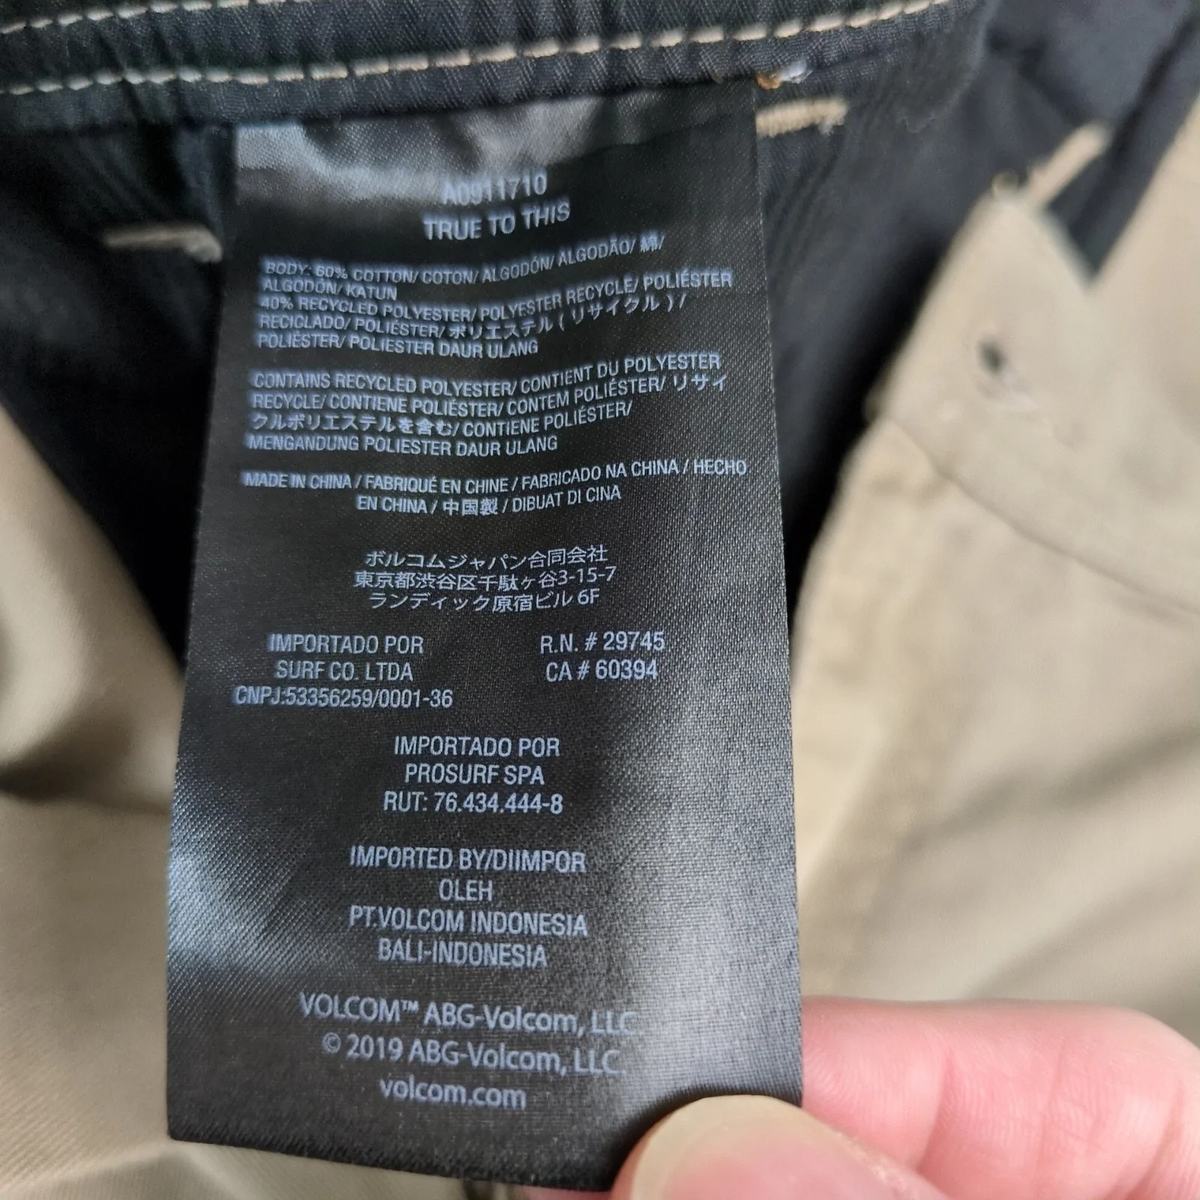 A0911710
TRUE TO THIS
BODY: 60% COTTON/ COTON/ ALGODÓN/ ALGODÃO/ 綿/
ALGODÓN/ KATUN
40% RECYCLED POLYESTER/ POLYESTER RECYCLÉ/ POLIÉSTER
RECICLADO/ POLIÉSTER/ ポリエステル ( リサイクル ) /
POLIÉSTER/ POLIESTER DAUR ULANG
CONTAINS RECYCLED POLYESTER/ CONTIENT DU POLYESTER
RECYCLE/ CONTIENE POLIÉSTER/ CONTEM POLIÉSTER/ リサイ
クルポリエステルを含む/ CONTIENE POLIÉSTER/
MENGANDUNG POLIESTER DAUR ULANG
MADE IN CHINA / FABRIQUÉ EN CHINE / FABRICADO NA CHINA / HECHO
EN CHINA / 中国製 / DIBUAT DI CINA
ボルコムジャパン合同会社
東京都渋谷区千駄ヶ谷3-15-7
ランディック原宿ビル 6F
IMPORTADO POR R.N. # 29745
SURF CO. LTDA CA # 60394
CNPJ:53356259/0001-36
IMPORTADO POR
PROSURF SPA
RUT: 76.434.444-8
IMPORTED BY/DIIMPOR
OLEH
PT.VOLCOM INDONESIA
BALI-INDONESIA
VOLCOM™ ABG-Volcom, LLC.
© 2019 ABG-Volcom, LLC.
volcom.com